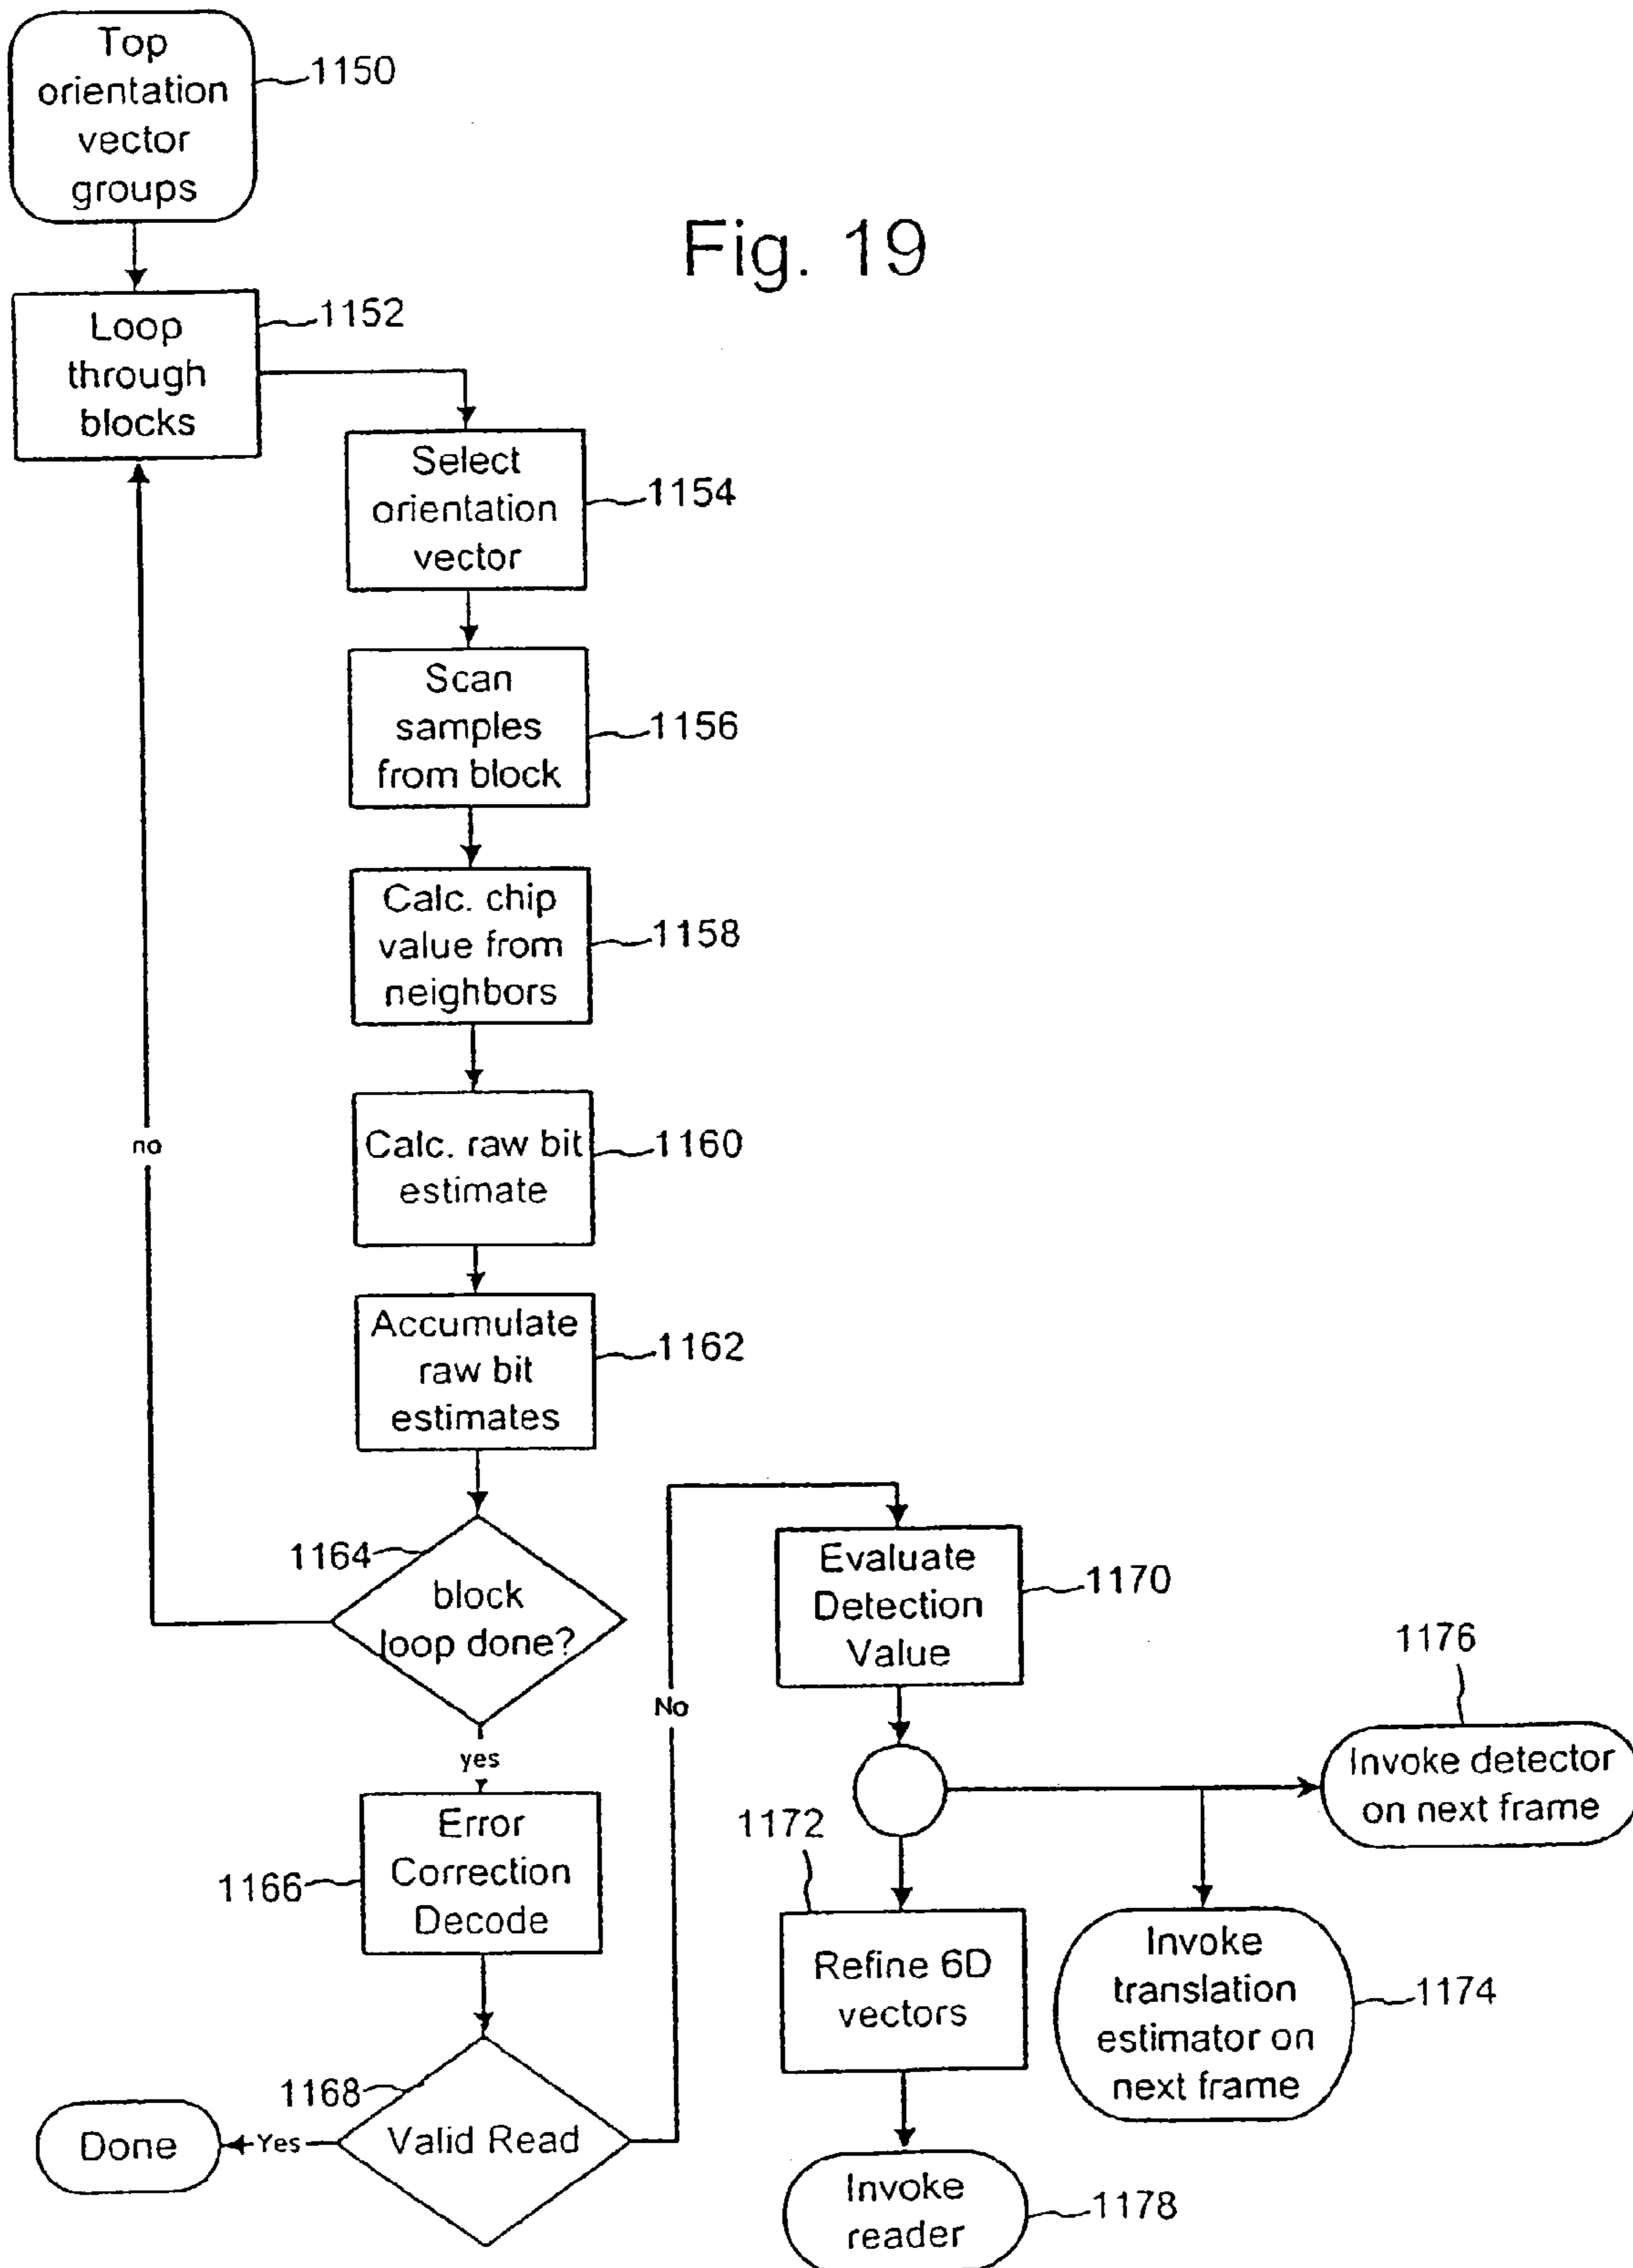 Top
orientation
vector
groups
1150
Fig. 19
Loop
through
blocks
1152
Select
orientation
vector
1154
Scan
samples
from block
1156
Calc. chip
value from
neighbors
1158
no
Calc. raw bit
estimate
1160
Accumulate
raw bit
estimates
1162
1164
block
loop done?
yes
Error
Correction
Decode
1166
1168
Valid Read
Yes
Done
No
Evaluate
Detection
Value
1170
1176
Invoke detector
on next frame
1172
Refine 6D
vectors
Invoke
translation
estimator on
next frame
1174
Invoke
reader
1178